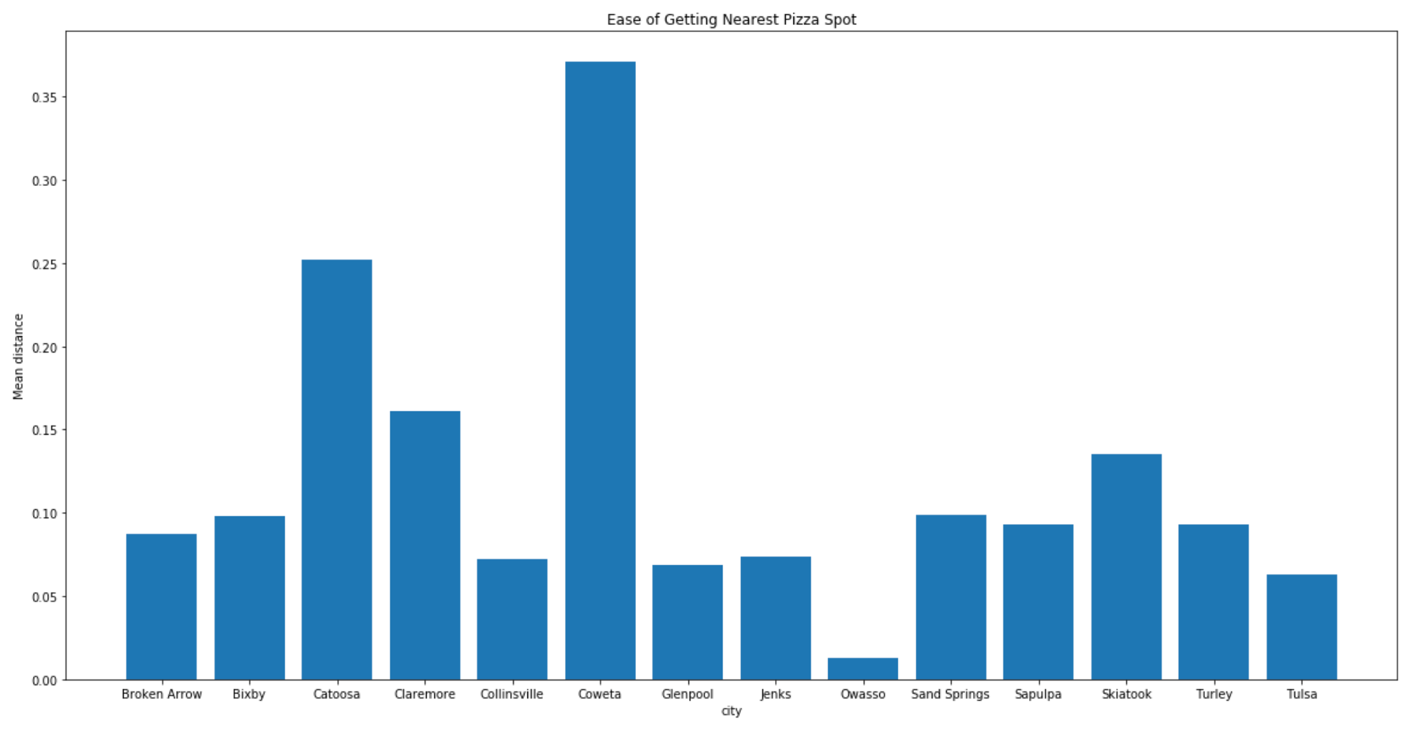 Ease of Getting Nearest Pizza Spot
Mean distance
0.35
0.30
0.25
0.20
0.15
0.10
0.05
0.00
Broken Arrow Bixby Catoosa Claremore Collinsville Coweta Glenpool Jenks Owasso Sand Springs Sapulpa Skiatook Turley Tulsa
city